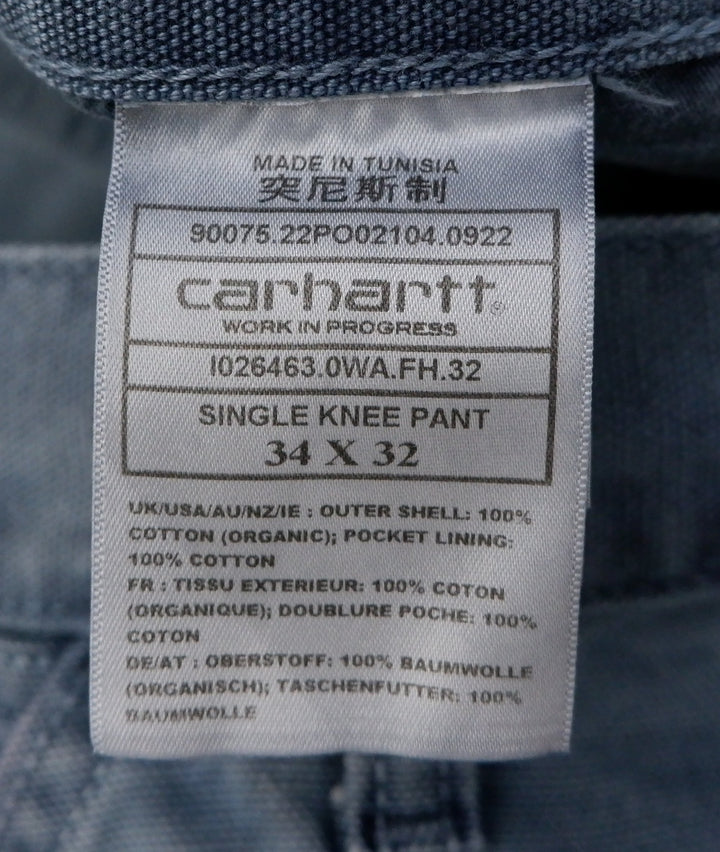 MADE IN TUNISIA
突尼斯制
90075.22PO02104.0922
carhartt®
WORK IN PROGRESS
I026463.0WA.FH.32
SINGLE KNEE PANT
34 X 32
UK/USA/AU/NZ/IE : OUTER SHELL: 100%
COTTON (ORGANIC); POCKET LINING:
100% COTTON
FR : TISSU EXTERIEUR: 100% COTON
(ORGANIQUE); DOUBLURE POCHE: 100%
COTON
DE/AT : OBERSTOFF: 100% BAUMWOLLE
(ORGANISCH); TASCHENFUTTER: 100%
BAUMWOLLE